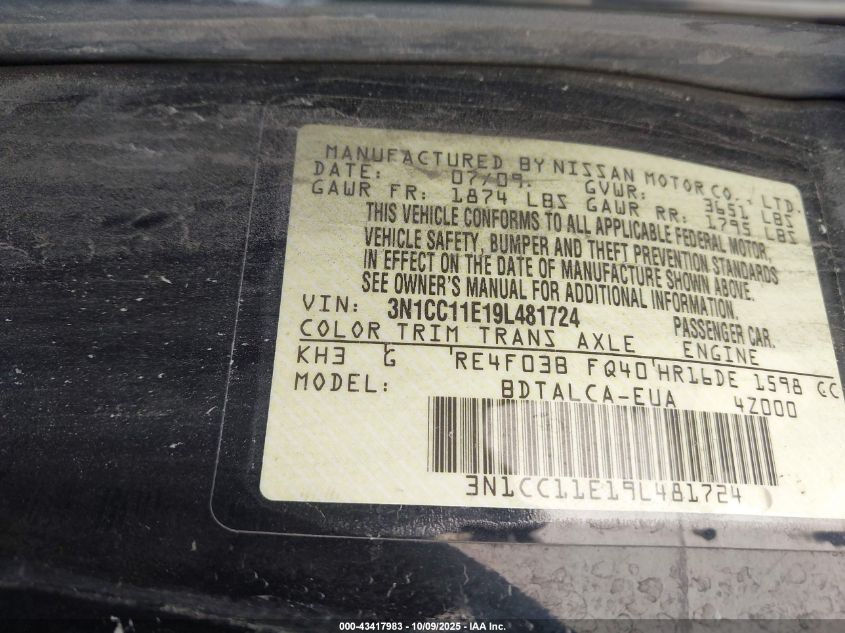 MANUFACTURED BY NISSAN MOTOR CO., LTD.
DATE: 07/09. GVWR: 3651 LBS
GAWR FR: 1874 LBS GAWR RR: 1795 LBS
THIS VEHICLE CONFORMS TO ALL APPLICABLE FEDERAL MOTOR
VEHICLE SAFETY, BUMPER AND THEFT PREVENTION STANDARDS
IN EFFECT ON THE DATE OF MANUFACTURE SHOWN ABOVE.
SEE OWNER'S MANUAL FOR ADDITIONAL INFORMATION.
VIN: 3N1CC11E19L481724 PASSENGER CAR.
COLOR TRIM TRANS AXLE ENGINE
KH3 G RE4F03B FQ40 HR16DE 1598 CC
MODEL: BDTALCA-EUA 4Z000
3N1CC11E19L481724
000-43417983 | 10/09/2025 - IAA Inc.